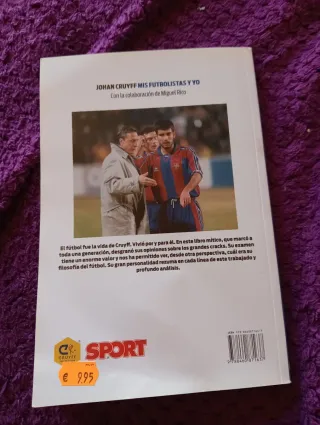 JOHAN CRUYFF MIS FUTBOLISTAS Y YO
Con la colaboración de Miguel Rico
El fútbol fue la vida de Cruyff. Vivió por y para él. En este libro mítico, que marcó a
toda una generación, desgranó sus opiniones sobre los grandes cracks. Su examen
tiene un enorme valor y nos ha permitido ver, desde otra perspectiva, cuál era su
filosofía del fútbol. Su gran personalidad rezuma en cada línea de este trabajado y
profundo análisis.
CRUYFF
SPORT
€ 9.95